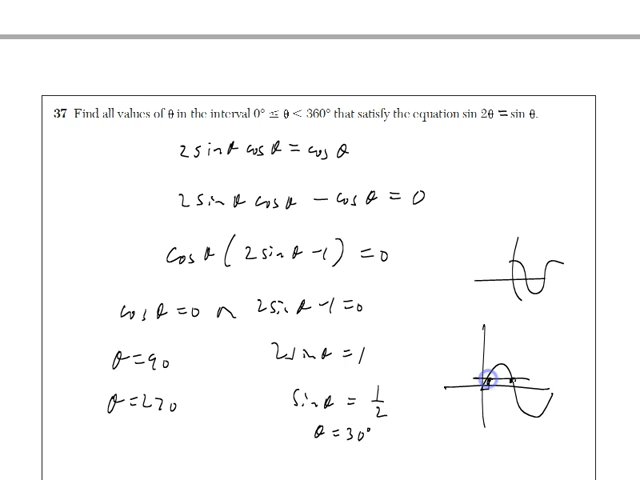 37 Find all values of θ in the interval 0° ≤ θ < 360° that satisfy the equation sin 2θ = sin θ.
2 sin θ cos θ = cos θ
2 sin θ cos θ - cos θ = 0
cos θ ( 2 sin θ - 1 ) = 0
cos θ = 0 or 2 sin θ - 1 = 0
θ = 90 2 sin θ = 1
θ = 270 sin θ = 1/2
θ = 30°